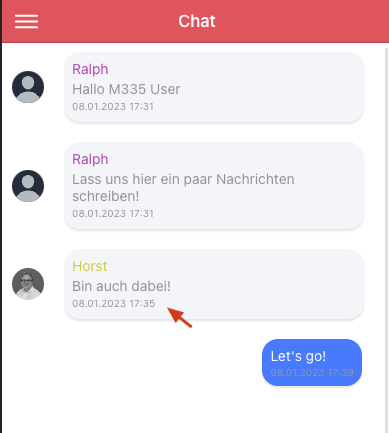 Chat
Ralph
Hallo M335 User
08.01.2023 17:31
Ralph
Lass uns hier ein paar Nachrichten
schreiben!
08.01.2023 17:31
Horst
Bin auch dabei!
08.01.2023 17:35
Let's go!
08.01.2023 17:39